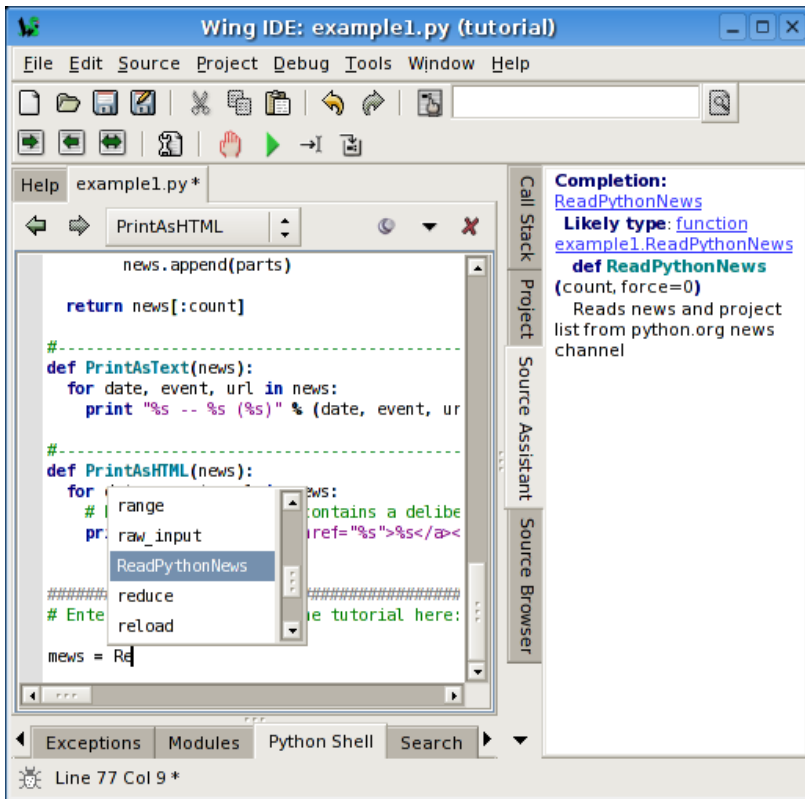 Wing IDE: example1.py (tutorial)
File Edit Source Project Debug Tools Window Help
Help example1.py*
PrintAsHTML
news.append(parts)
return news[:count]
#-------------------------------------------
def PrintAsText(news):
for date, event, url in news:
print "%s -- %s (%s)" % (date, event, ur
#-------------------------------------------
def PrintAsHTML(news):
for ews:
# ontains a delibe
pr ref="%s">%s</a><
range
raw_input
ReadPythonNews
reduce
reload
############################################
# Ente e tutorial here:
mews = Re
Call Stack
Project
Source Assistant
Source Browser
Completion:
ReadPythonNews
Likely type: function
example1.ReadPythonNews
def ReadPythonNews
(count, force=0)
Reads news and project
list from python.org news
channel
Exceptions Modules Python Shell Search
Line 77 Col 9 *